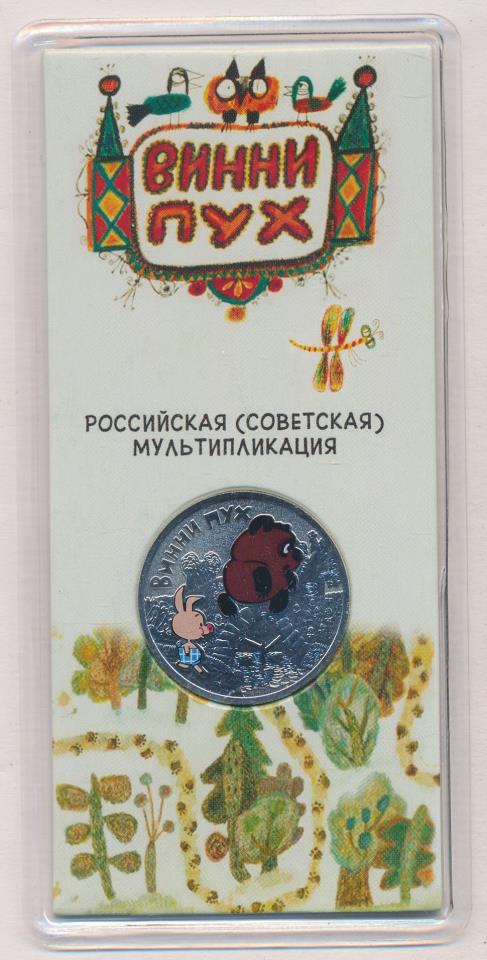 ВИННИ
ПУХ
РОССИЙСКАЯ (СОВЕТСКАЯ)
МУЛЬТИПЛИКАЦИЯ
ВИННИ ПУХ